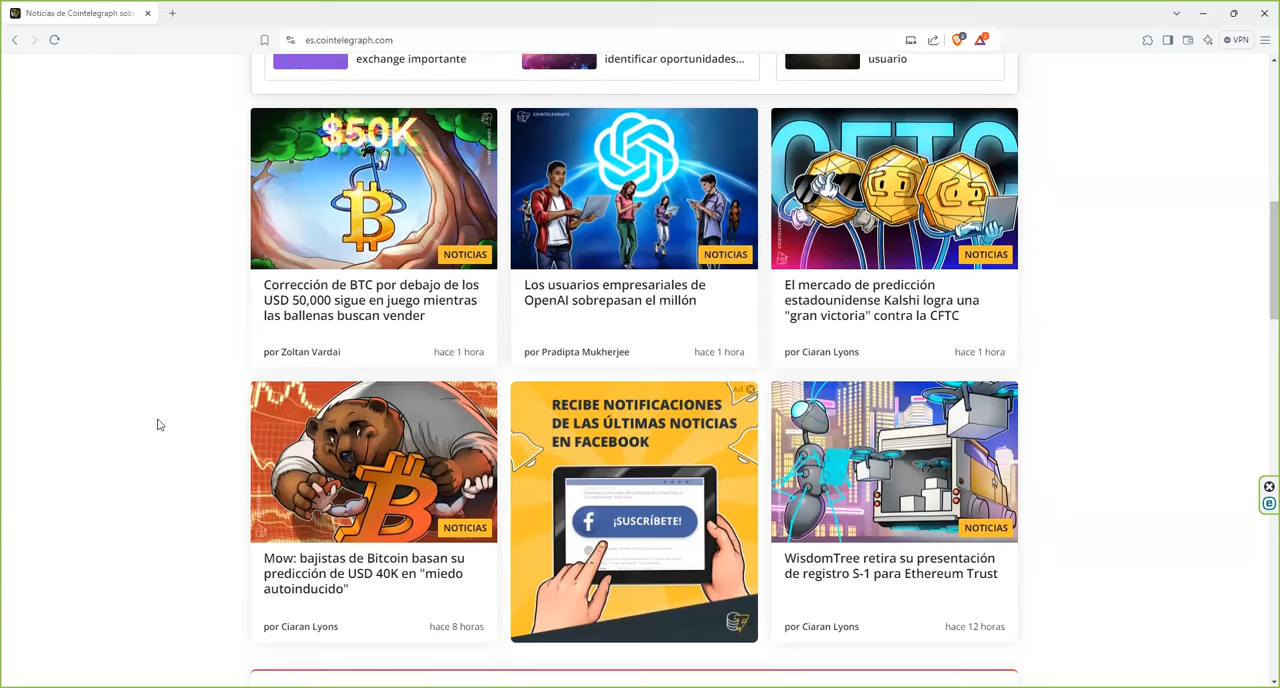 Noticias de Cointelegraph sob
es.cointelegraph.com
VPN
exchange importante
identificar oportunidades...
usuario
$50K
NOTICIAS
Corrección de BTC por debajo de los
USD 50,000 sigue en juego mientras
las ballenas buscan vender
por Zoltan Vardai
hace 1 hora
COINTELEGRAPH
NOTICIAS
Los usuarios empresariales de
OpenAI sobrepasan el millón
por Pradipta Mukherjee
hace 1 hora
CFTC
NOTICIAS
El mercado de predicción
estadounidense Kalshi logra una
"gran victoria" contra la CFTC
por Ciaran Lyons
hace 1 hora
NOTICIAS
Mow: bajistas de Bitcoin basan su
predicción de USD 40K en "miedo
autoinducido"
por Ciaran Lyons
hace 8 horas
Ad
RECIBE NOTIFICACIONES
DE LAS ÚLTIMAS NOTICIAS
EN FACEBOOK
¡SUSCRÍBETE!
NOTICIAS
WisdomTree retira su presentación
de registro S-1 para Ethereum Trust
por Ciaran Lyons
hace 12 horas